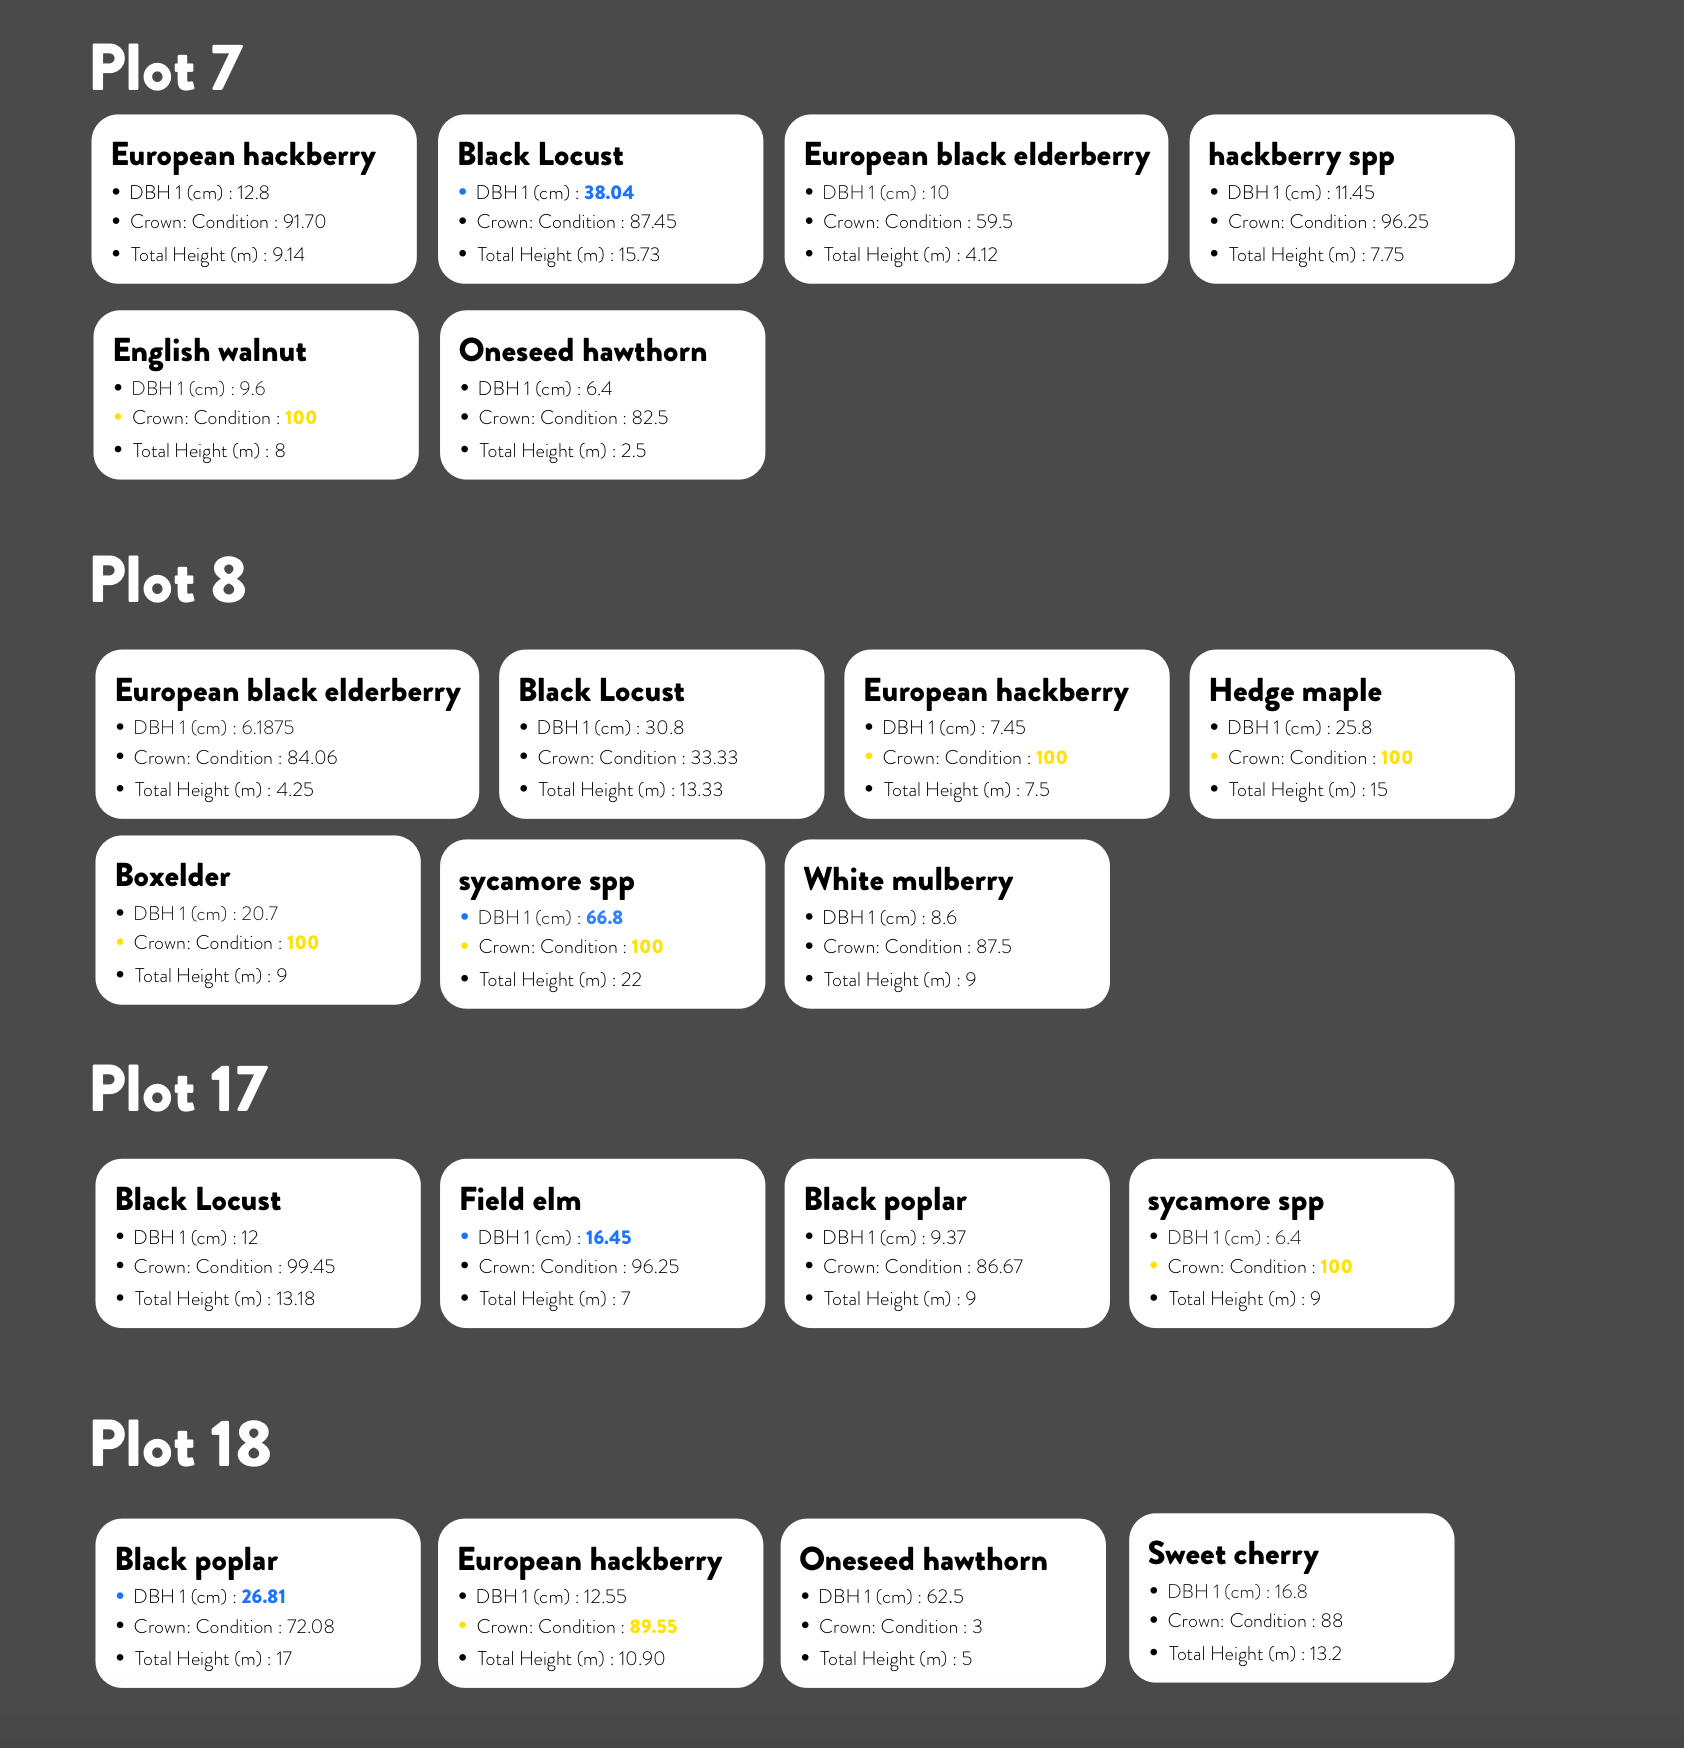 Plot 7
European hackberry
• DBH 1 (cm) : 12.8
• Crown: Condition : 91.70
• Total Height (m) : 9.14
Black Locust
• DBH 1 (cm) : 38.04
• Crown: Condition : 87.45
• Total Height (m) : 15.73
European black elderberry
• DBH 1 (cm) : 10
• Crown: Condition : 59.5
• Total Height (m) : 4.12
hackberry spp
• DBH 1 (cm) : 11.45
• Crown: Condition : 96.25
• Total Height (m) : 7.75
English walnut
• DBH 1 (cm) : 9.6
• Crown: Condition : 100
• Total Height (m) : 8
Oneseed hawthorn
• DBH 1 (cm) : 6.4
• Crown: Condition : 82.5
• Total Height (m) : 2.5
Plot 8
European black elderberry
• DBH 1 (cm) : 6.1875
• Crown: Condition : 84.06
• Total Height (m) : 4.25
Black Locust
• DBH 1 (cm) : 30.8
• Crown: Condition : 33.33
• Total Height (m) : 13.33
European hackberry
• DBH 1 (cm) : 7.45
• Crown: Condition : 100
• Total Height (m) : 7.5
Hedge maple
• DBH 1 (cm) : 25.8
• Crown: Condition : 100
• Total Height (m) : 15
Boxelder
• DBH 1 (cm) : 20.7
• Crown: Condition : 100
• Total Height (m) : 9
sycamore spp
• DBH 1 (cm) : 66.8
• Crown: Condition : 100
• Total Height (m) : 22
White mulberry
• DBH 1 (cm) : 8.6
• Crown: Condition : 87.5
• Total Height (m) : 9
Plot 17
Black Locust
• DBH 1 (cm) : 12
• Crown: Condition : 99.45
• Total Height (m) : 13.18
Field elm
• DBH 1 (cm) : 16.45
• Crown: Condition : 96.25
• Total Height (m) : 7
Black poplar
• DBH 1 (cm) : 9.37
• Crown: Condition : 86.67
• Total Height (m) : 9
sycamore spp
• DBH 1 (cm) : 6.4
• Crown: Condition : 100
• Total Height (m) : 9
Plot 18
Black poplar
• DBH 1 (cm) : 26.81
• Crown: Condition : 72.08
• Total Height (m) : 17
European hackberry
• DBH 1 (cm) : 12.55
• Crown: Condition : 89.55
• Total Height (m) : 10.90
Oneseed hawthorn
• DBH 1 (cm) : 62.5
• Crown: Condition : 3
• Total Height (m) : 5
Sweet cherry
• DBH 1 (cm) : 16.8
• Crown: Condition : 88
• Total Height (m) : 13.2